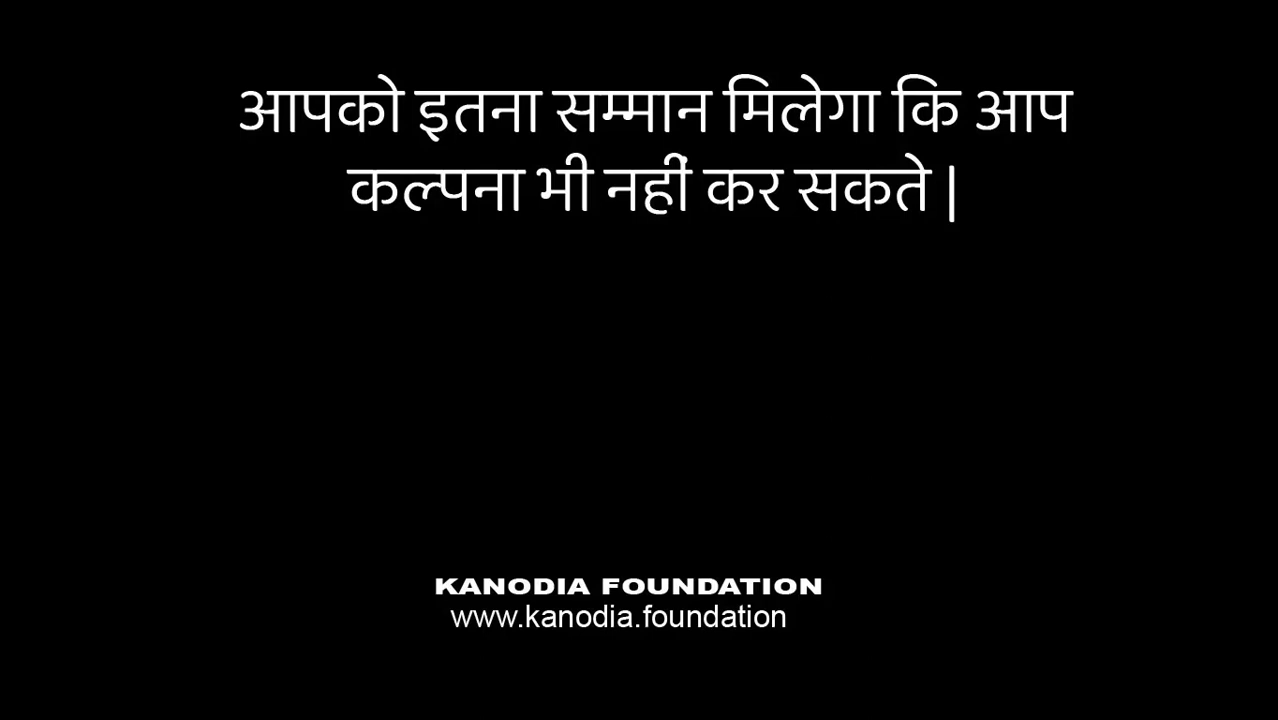 आपको इतना सम्मान मिलेगा कि आप
कल्पना भी नहीं कर सकते |
KANODIA FOUNDATION
www.kanodia.foundation